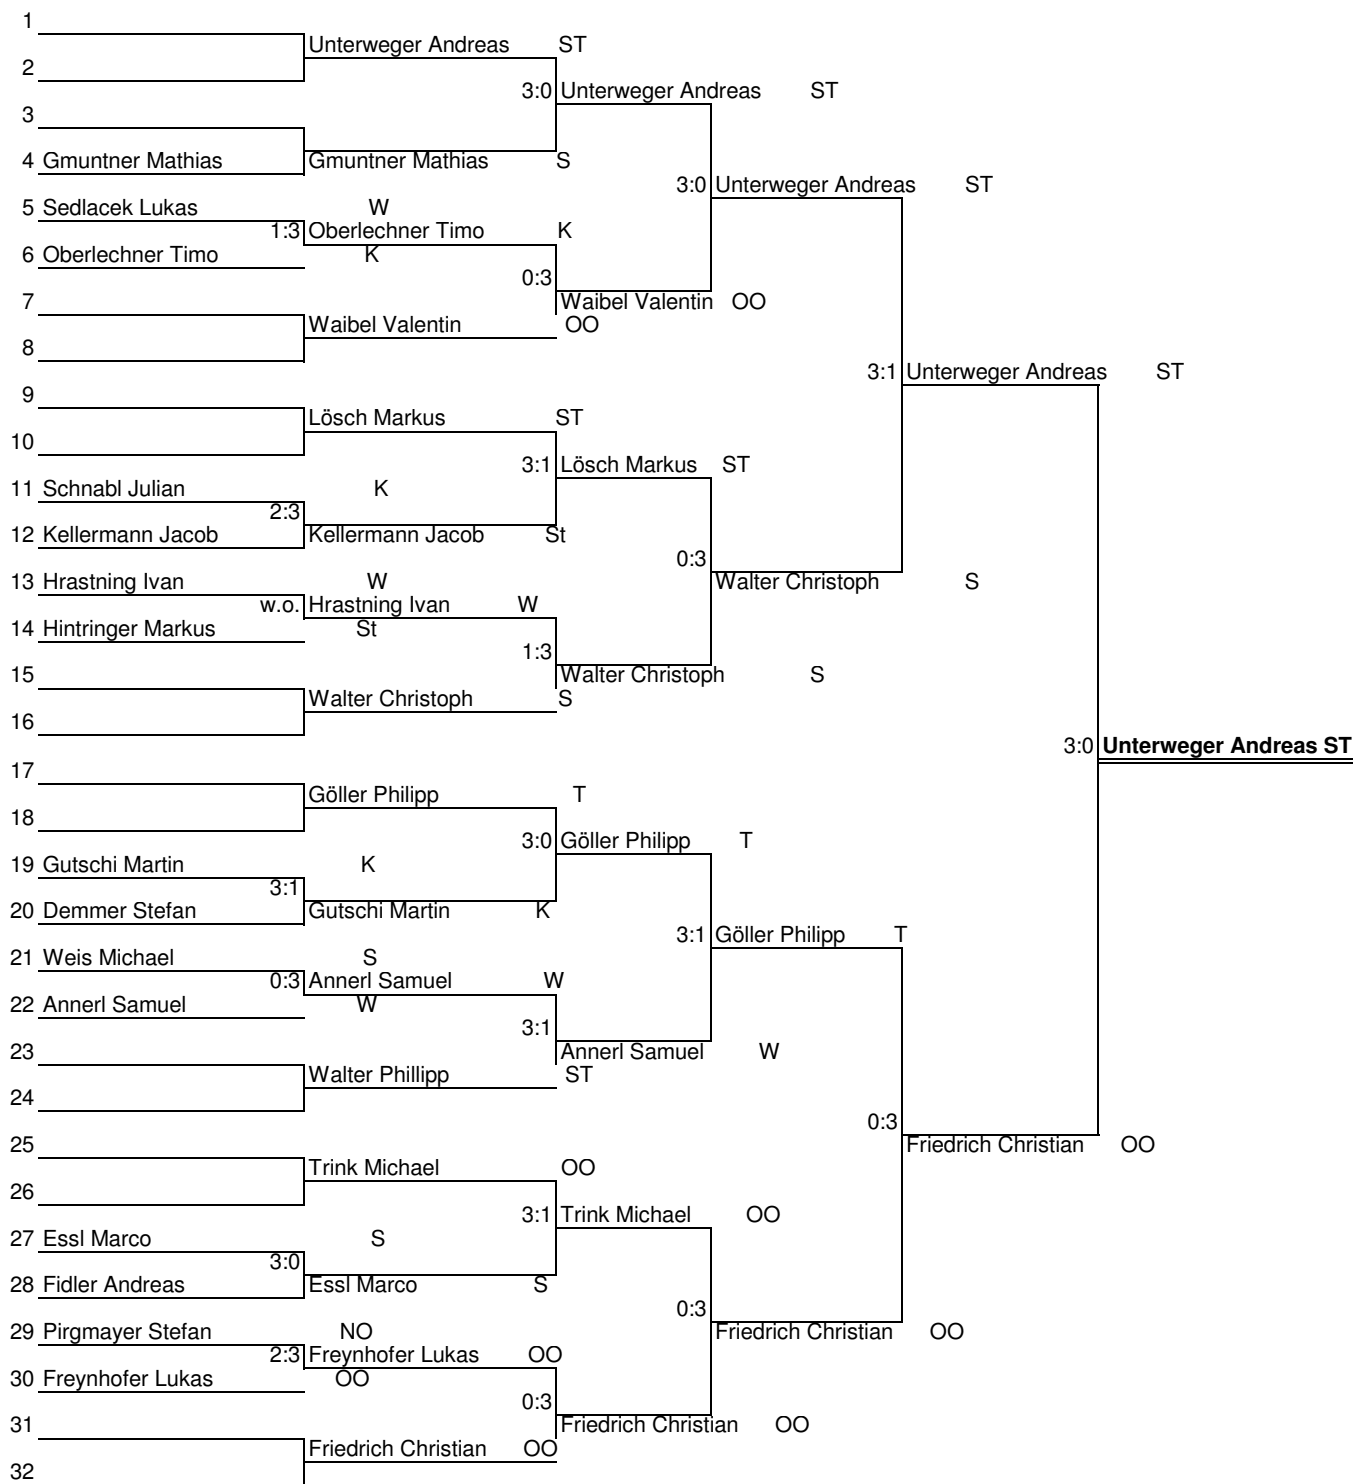 1
Unterweger Andreas ST
2
3:0 Unterweger Andreas ST
3
4 Gmuntner Mathias Gmuntner Mathias S
3:0 Unterweger Andreas ST
5 Sedlacek Lukas W
1:3 Oberlechner Timo K
6 Oberlechner Timo K
0:3
7 Waibel Valentin OO
Waibel Valentin OO
8
3:1 Unterweger Andreas ST
9
Lösch Markus ST
10
3:1 Lösch Markus ST
11 Schnabl Julian K
2:3
12 Kellermann Jacob Kellermann Jacob St
0:3
13 Hrastning Ivan W Walter Christoph S
w.o. Hrastning Ivan W
14 Hintringer Markus St
1:3
15 Walter Christoph S
Walter Christoph S
16
3:0 Unterweger Andreas ST
17
Göller Philipp T
18
3:0 Göller Philipp T
19 Gutschi Martin K
3:1
20 Demmer Stefan Gutschi Martin K
3:1 Göller Philipp T
21 Weis Michael S
0:3 Annerl Samuel W
22 Annerl Samuel W
3:1
23 Annerl Samuel W
Walter Phillipp ST
24
0:3
25 Friedrich Christian OO
Trink Michael OO
26
3:1 Trink Michael OO
27 Essl Marco S
3:0
28 Fidler Andreas Essl Marco S
0:3
29 Pirgmayer Stefan NO Friedrich Christian OO
2:3 Freynhofer Lukas OO
30 Freynhofer Lukas OO
0:3
31 Friedrich Christian OO
Friedrich Christian OO
32